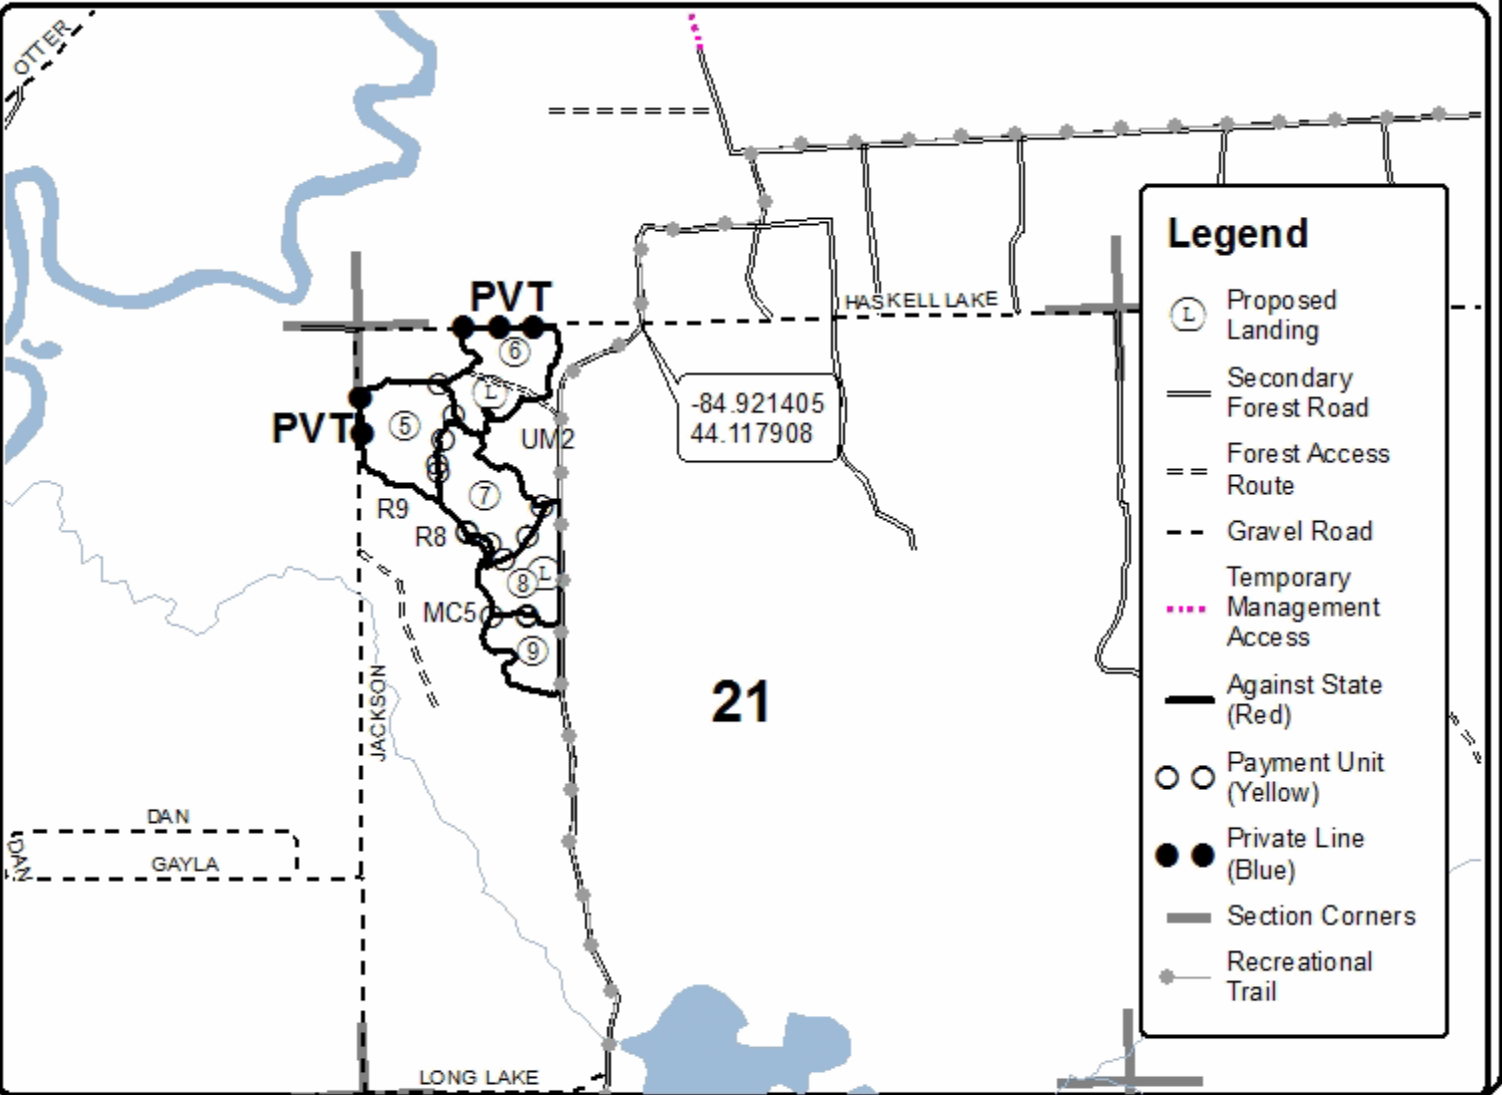 OTTER
HASKELL LAKE
PVT
6
L
-84.921405
44.117908
PVT
5
UM2
7
R9
R8
8
L
MC5
9
21
JACKSON
DAN
DAN
GAYLA
LONG LAKE
Legend
L
Proposed
Landing
Secondary
Forest Road
Forest Access
Route
Gravel Road
Temporary
Management
Access
Against State
(Red)
Payment Unit
(Yellow)
Private Line
(Blue)
Section Corners
Recreational
Trail